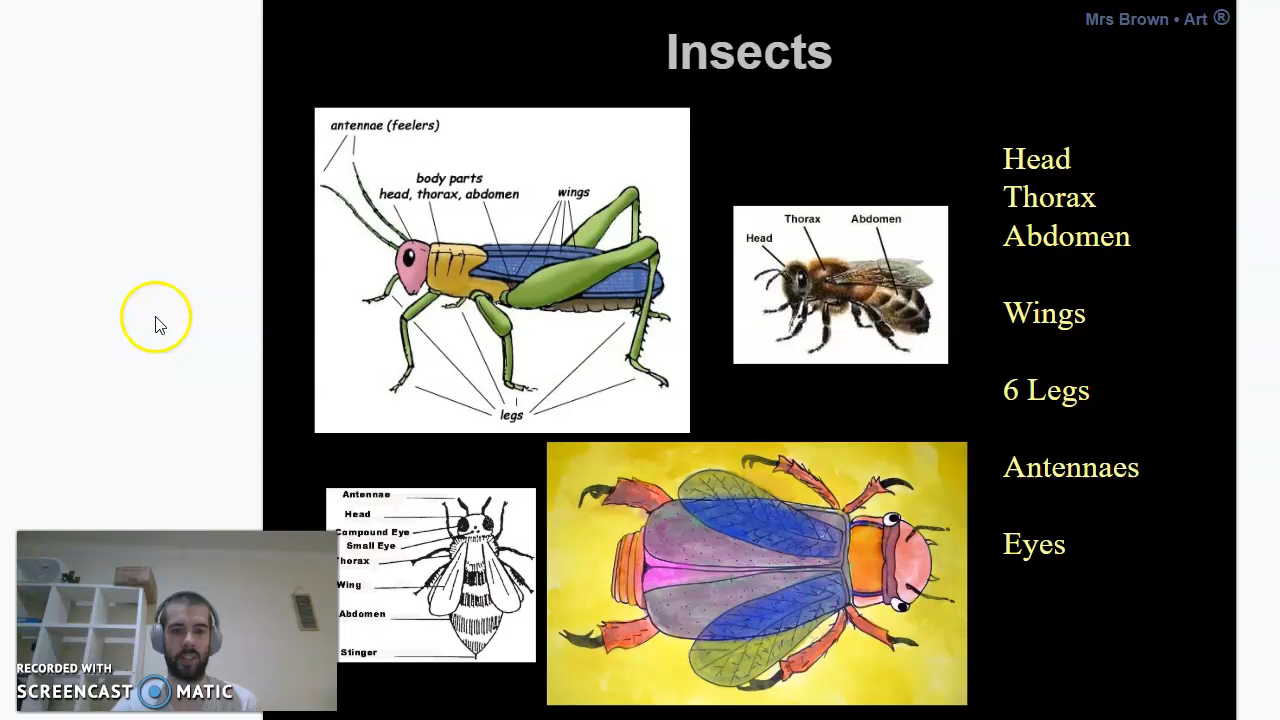 Mrs Brown • Art ®
Insects
antennae (feelers)
body parts
head, thorax, abdomen
wings
legs
Head
Thorax
Abdomen
Head
Thorax
Abdomen
Wings
6 Legs
Antennaes
Eyes
Antennae
Head
Compound Eye
Small Eye
Thorax
Wing
Abdomen
Stinger
RECORDED WITH
SCREENCAST MATIC